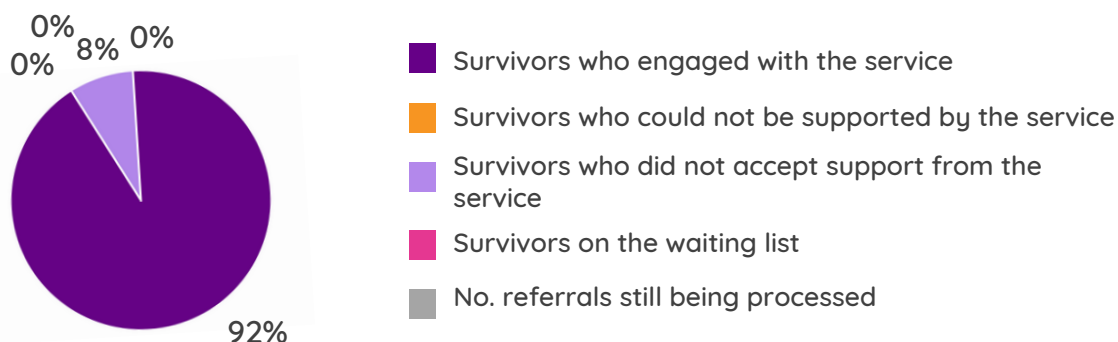 0%
0%
8%
0%
92%
Survivors who engaged with the service
Survivors who could not be supported by the service
Survivors who did not accept support from the
service
Survivors on the waiting list
No. referrals still being processed